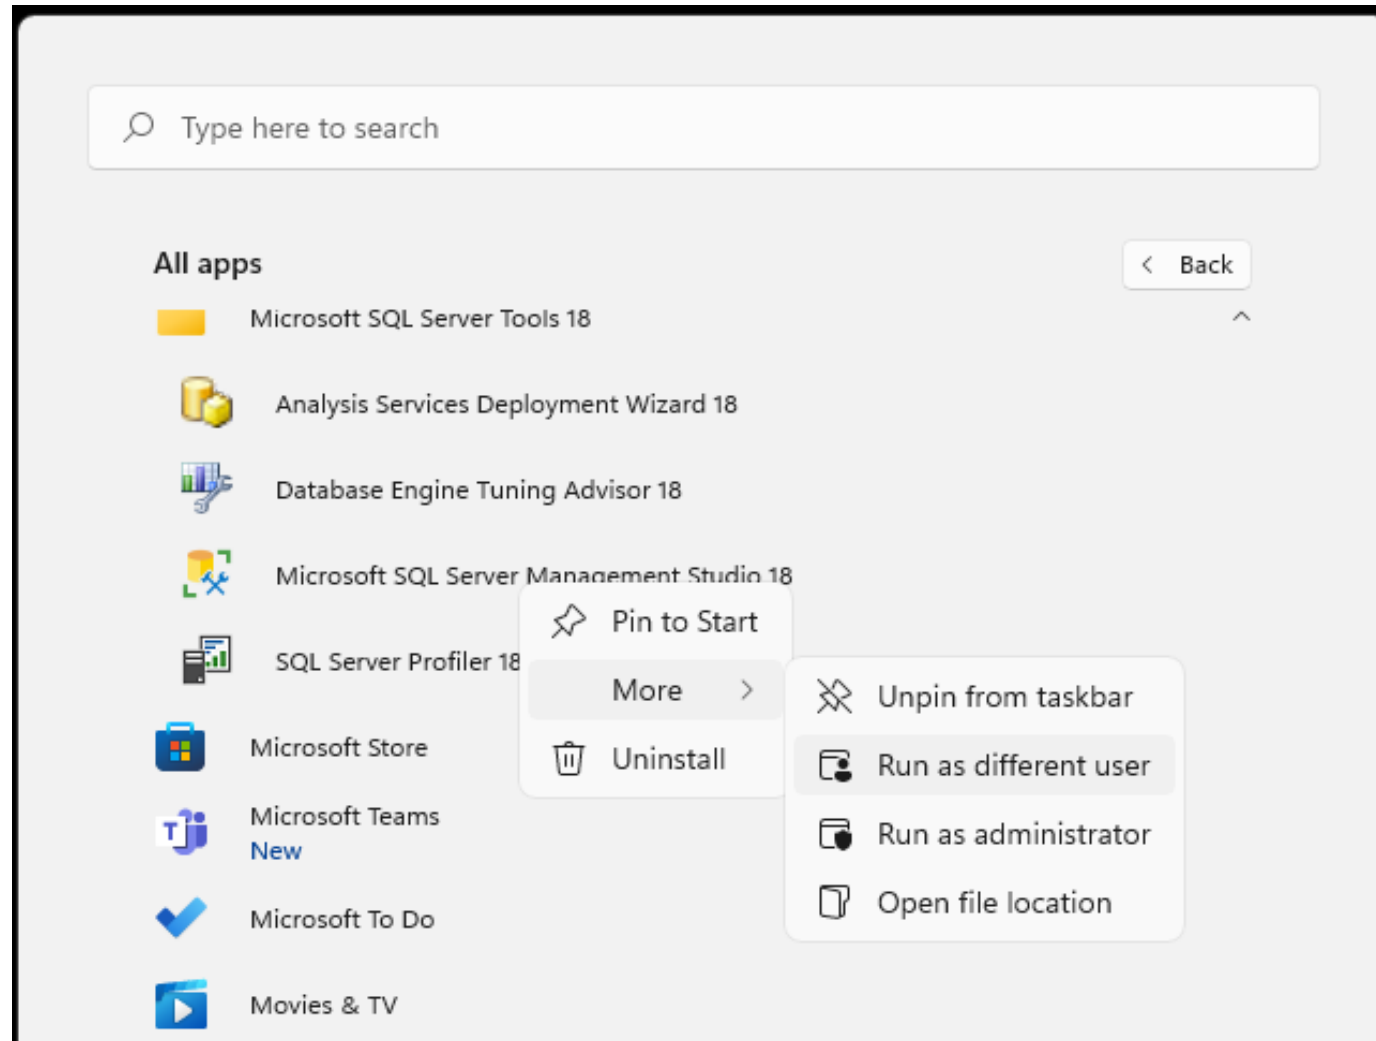 Type here to search
All apps
Back
Microsoft SQL Server Tools 18
Analysis Services Deployment Wizard 18
Database Engine Tuning Advisor 18
Microsoft SQL Server Management Studio 18
Pin to Start
SQL Server Profiler 18
More
Unpin from taskbar
Microsoft Store
Uninstall
Run as different user
Microsoft Teams
New
Run as administrator
Microsoft To Do
Open file location
Movies & TV